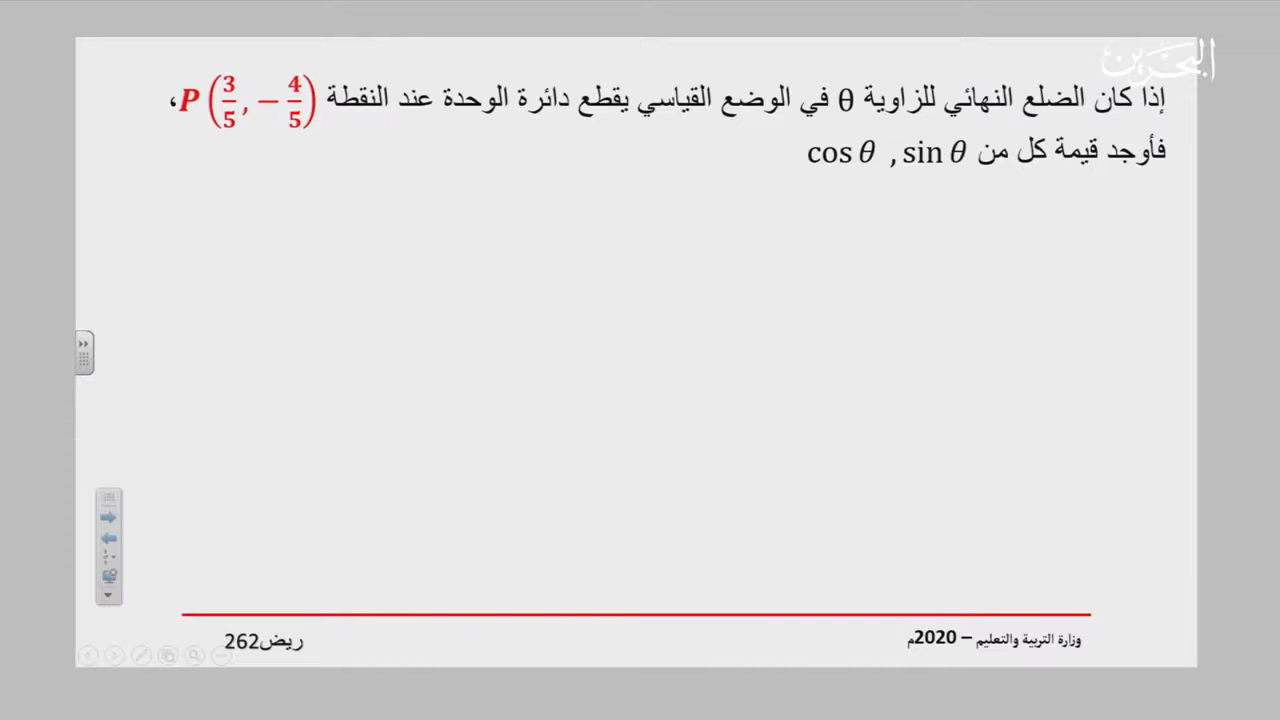 البحرين
إذا كان الضلع النهائي للزاوية θ في الوضع القياسي يقطع دائرة الوحدة عند النقطة P(3/5, −4/5)،
فأوجد قيمة كل من cos θ , sin θ
وزارة التربية والتعليم – 2020م
ريض262